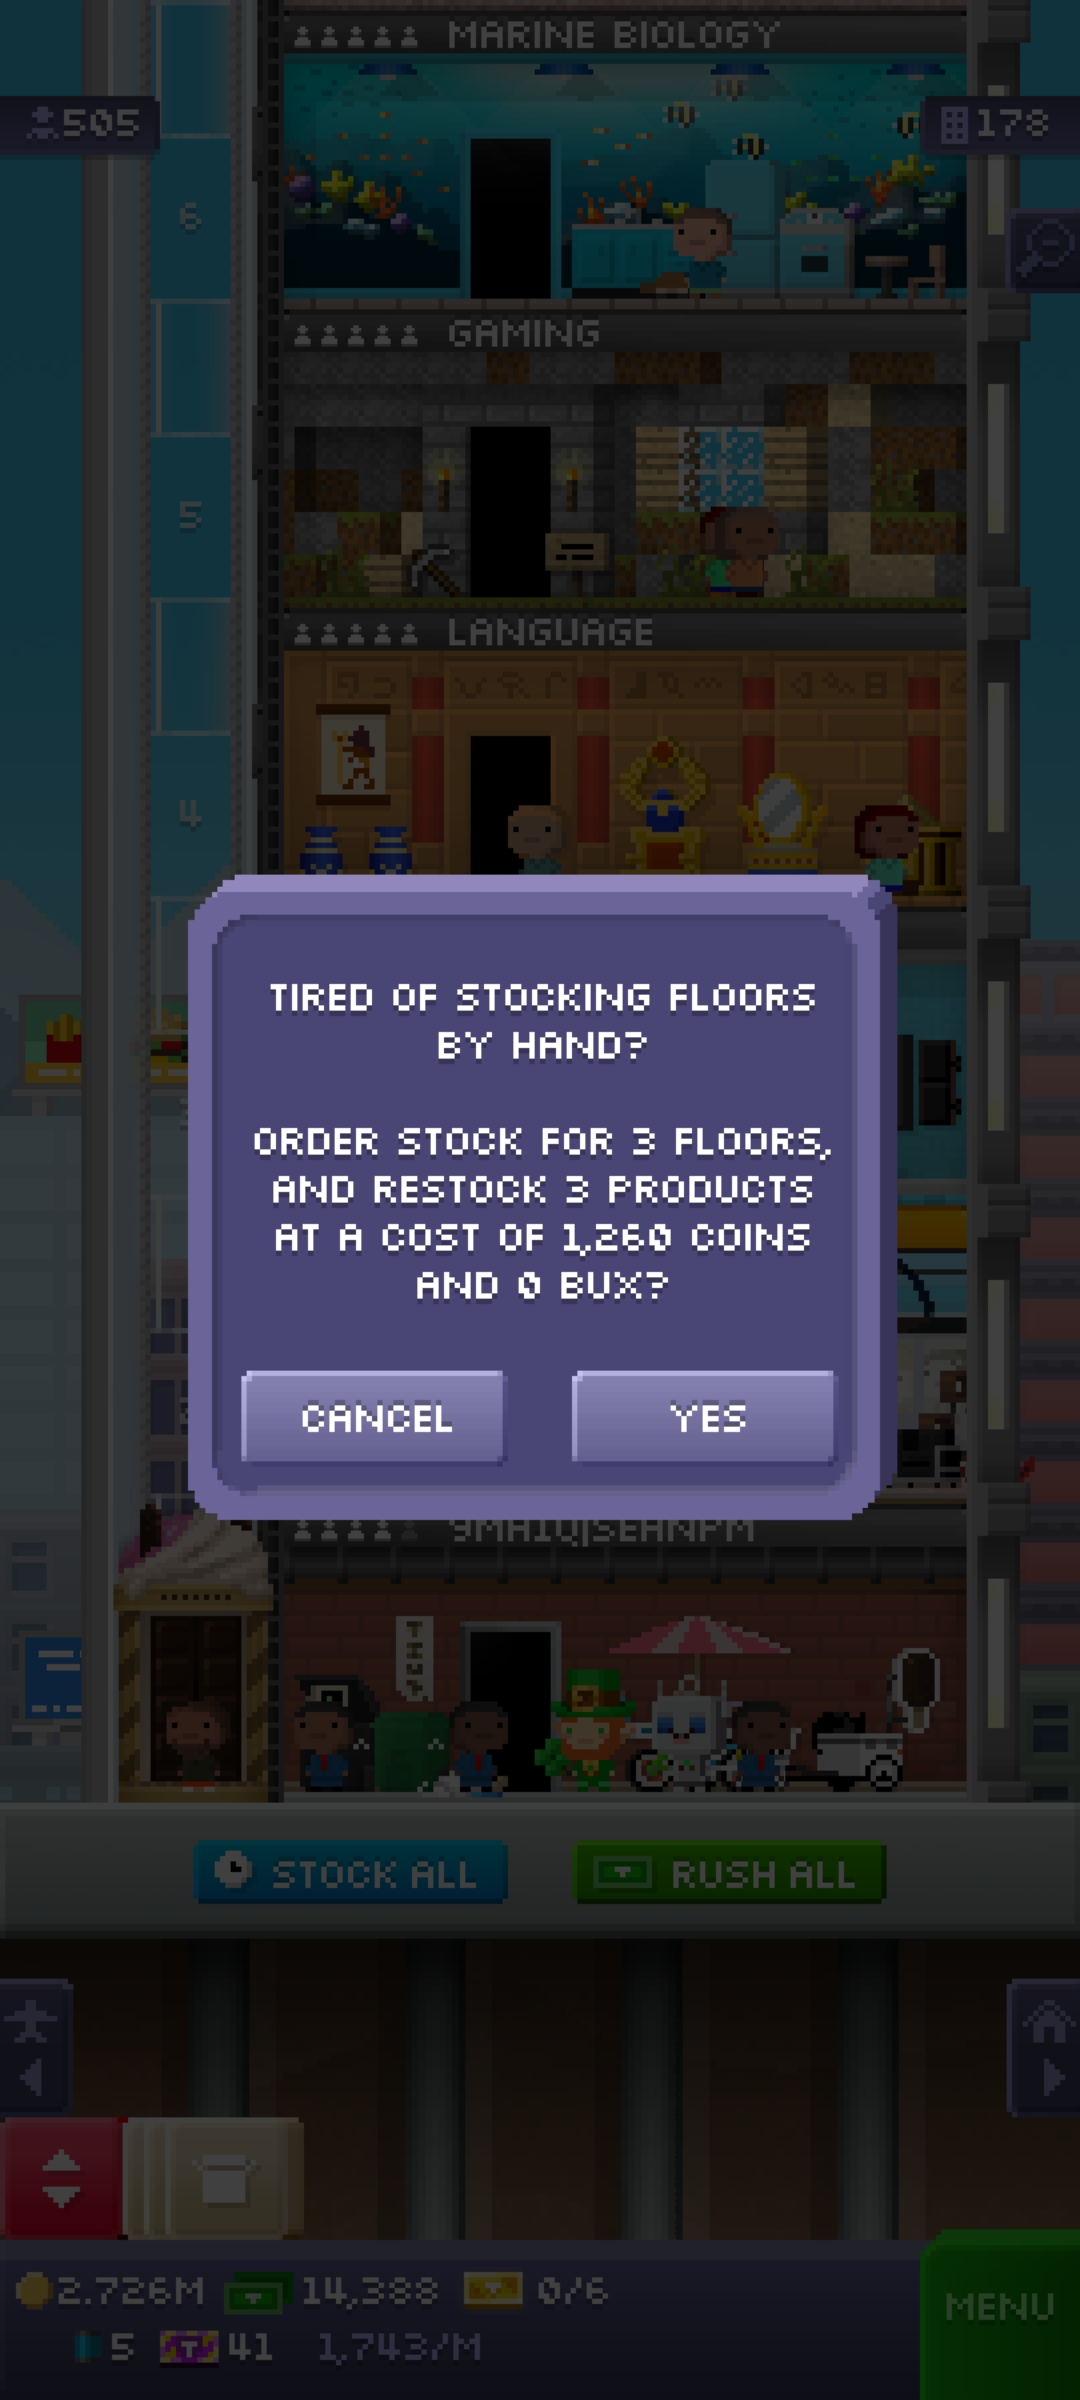 MARINE BIOLOGY
505
178
6
GAMING
5
LANGUAGE
4
TIRED OF STOCKING FLOORS
BY HAND?
ORDER STOCK FOR 3 FLOORS,
AND RESTOCK 3 PRODUCTS
AT A COST OF 1,260 COINS
AND 0 BUX?
CANCEL
YES
TINY
STOCK ALL
RUSH ALL
2.726M
14,388
0/6
MENU
5
41
1,743/M